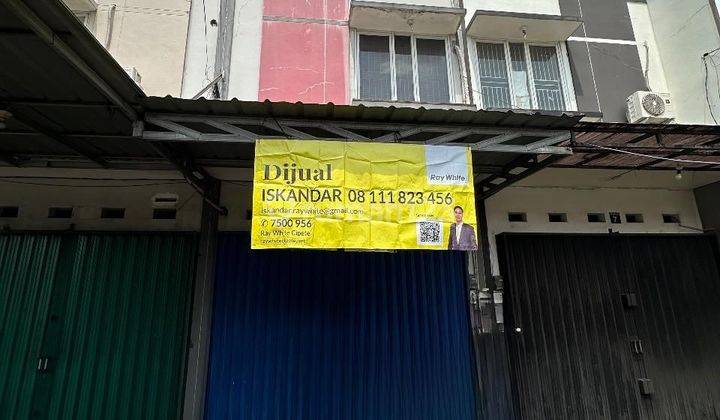 Dijual
Ray White
ISKANDAR 08 111 823 456
iskandar.raywhite@gmail.com
7500 956
Ray White Cipete